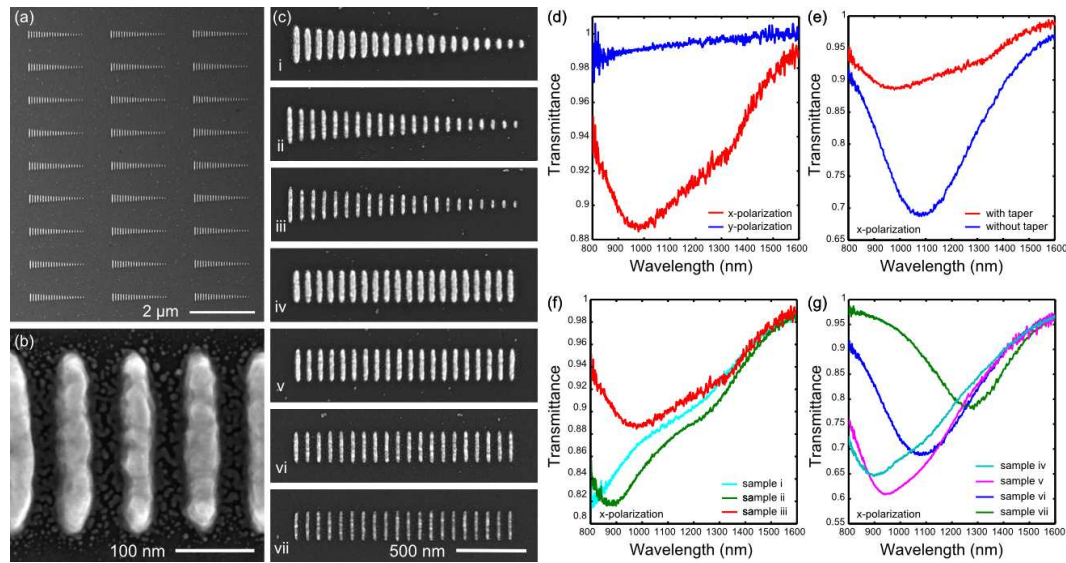 (a)
2 μm
(b)
100 nm
(c)
i
ii
iii
iv
v
vi
vii
500 nm
(d)
1
0.98
0.96
0.94
0.92
0.9
0.88
Transmittance
x-polarization
y-polarization
800 900 1000 1100 1200 1300 1400 1500 1600
Wavelength (nm)
(e)
1
0.95
0.9
0.85
0.8
0.75
0.7
0.65
Transmittance
with taper
without taper
x-polarization
800 900 1000 1100 1200 1300 1400 1500 1600
Wavelength (nm)
(f)
0.98
0.96
0.94
0.92
0.9
0.88
0.86
0.84
0.82
0.8
Transmittance
sample i
sample ii
sample iii
x-polarization
800 900 1000 1100 1200 1300 1400 1500 1600
Wavelength (nm)
(g)
1
0.95
0.9
0.85
0.8
0.75
0.7
0.65
0.6
0.55
Transmittance
sample iv
sample v
sample vi
sample vii
x-polarization
800 900 1000 1100 1200 1300 1400 1500 1600
Wavelength (nm)